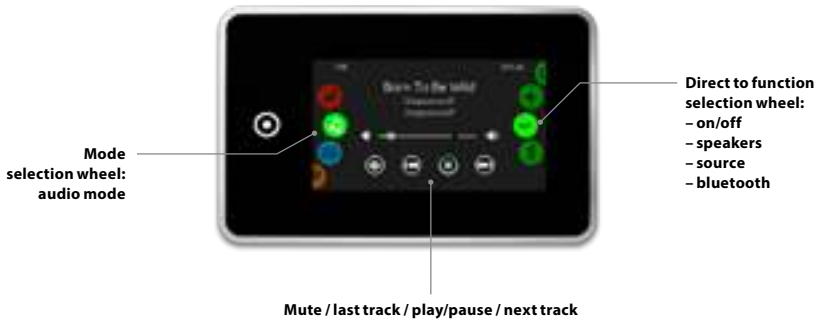 Born To Be Wild
Mode
selection wheel:
audio mode
Direct to function
selection wheel:
– on/off
– speakers
– source
– bluetooth
Mute / last track / play/pause / next track